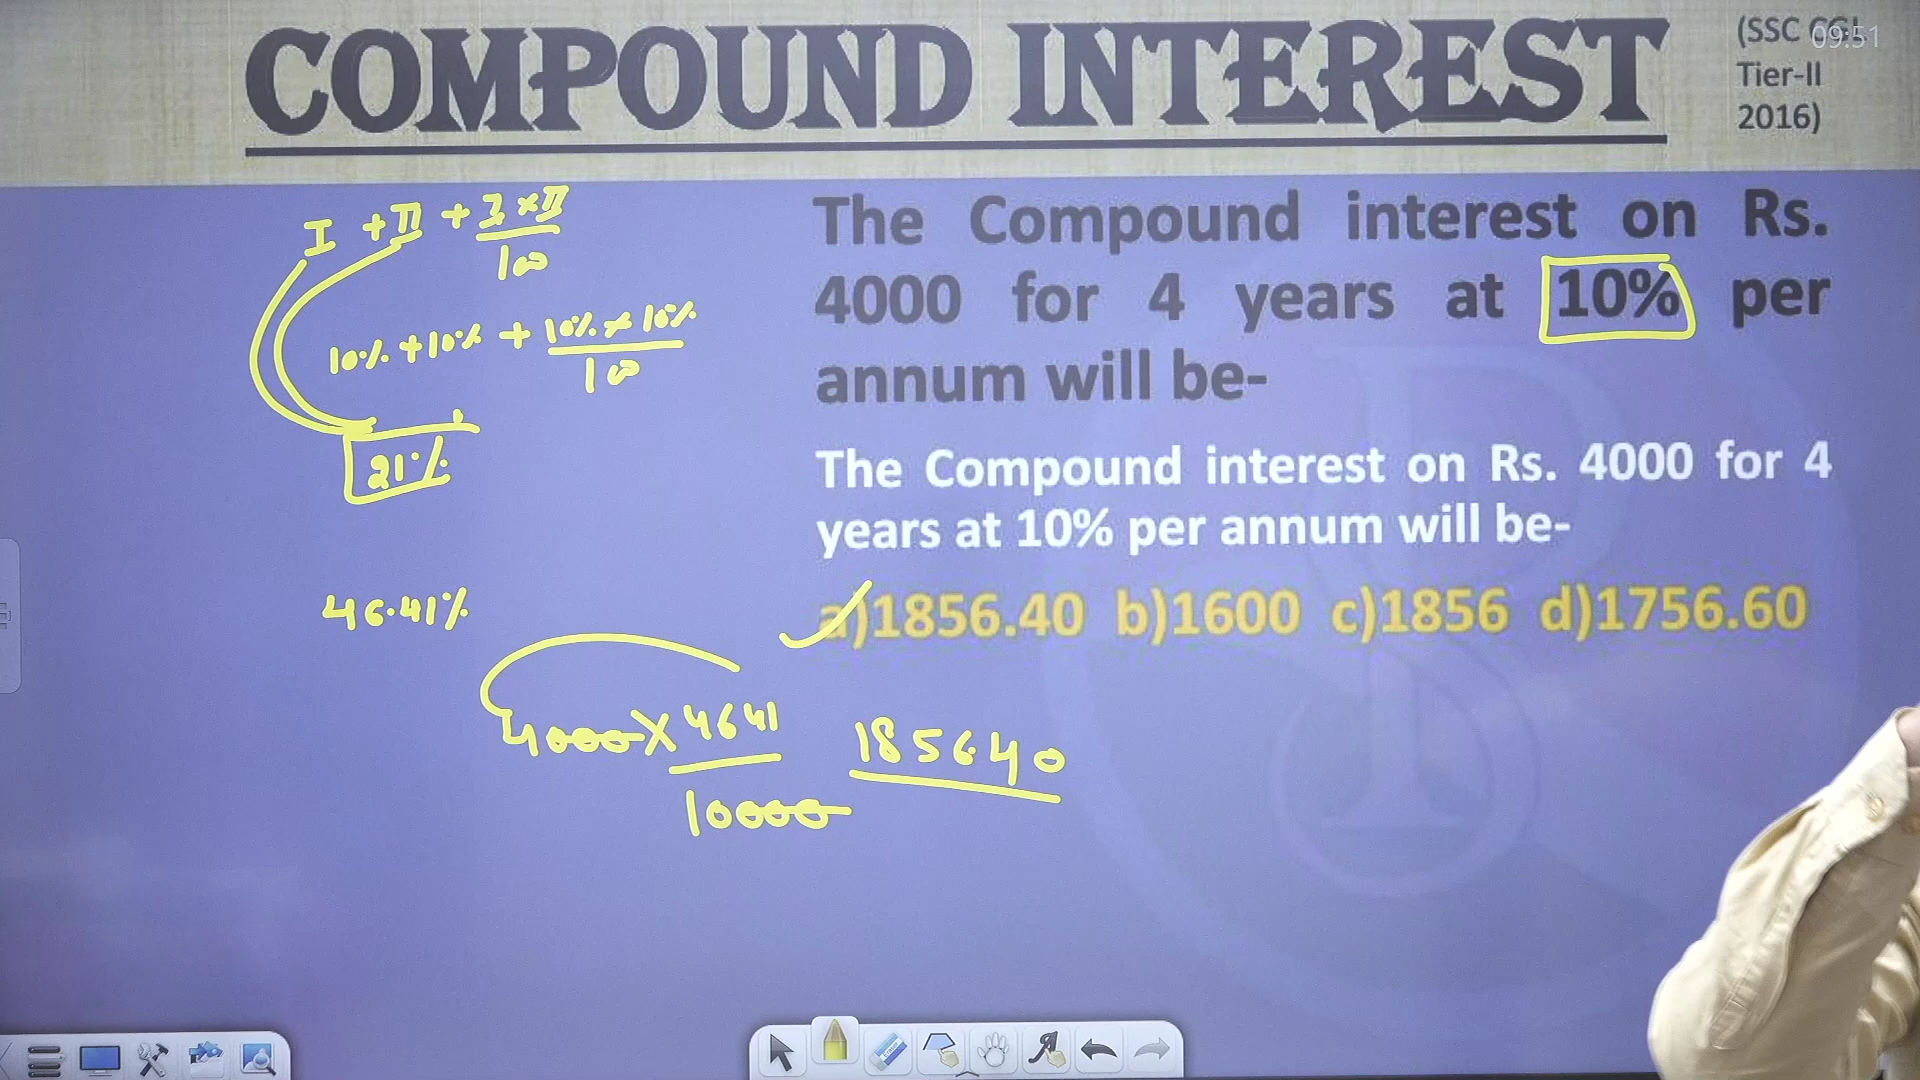 COMPOUND INTEREST
(SSC CGL
Tier-II
2016)
09:51
I + II + I × II
100
10% + 10% + 10% × 10%
100
21%
46.41%
4000 × 4641
10000
1856.40
The Compound interest on Rs.
4000 for 4 years at 10% per
annum will be-
The Compound interest on Rs. 4000 for 4
years at 10% per annum will be-
a)1856.40 b)1600 c)1856 d)1756.60